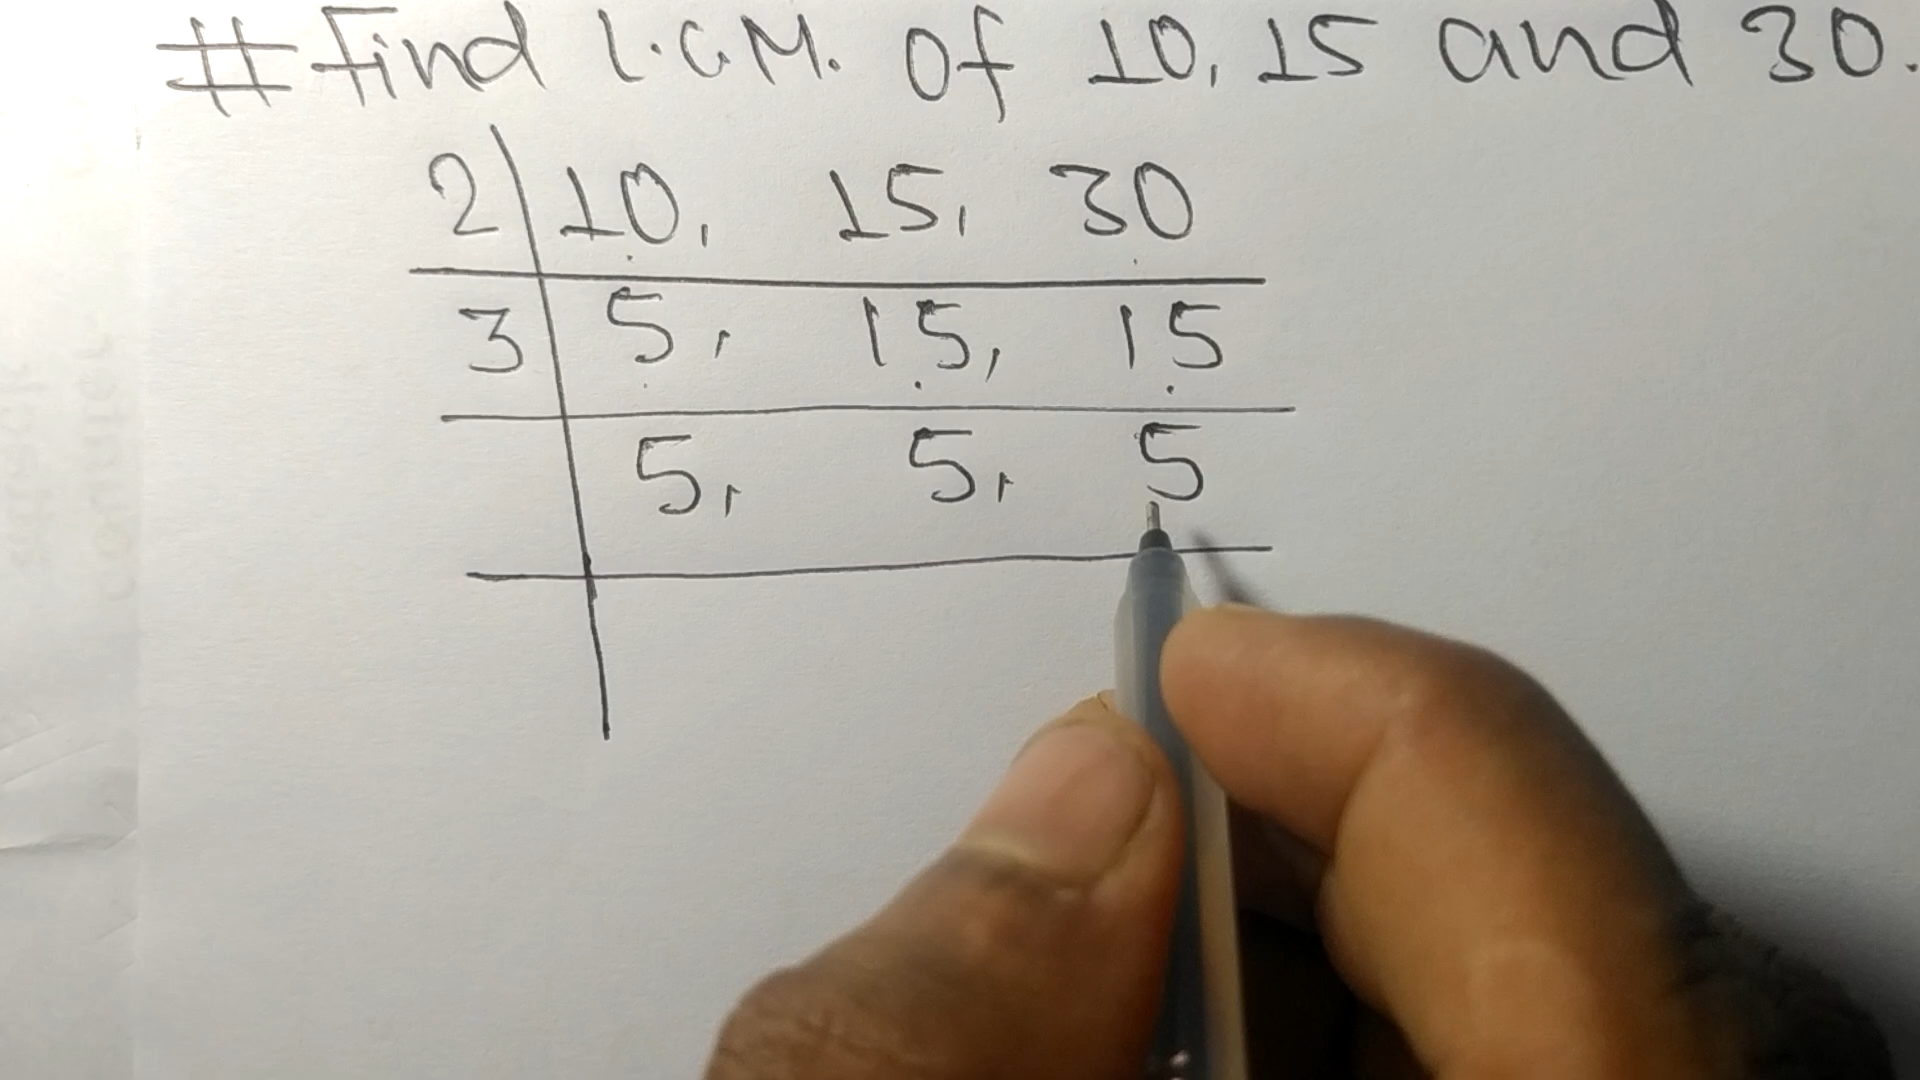 # Find L.C.M. of 10, 15 and 30.
2 10, 15, 30
3 5, 15, 15
5, 5, 5